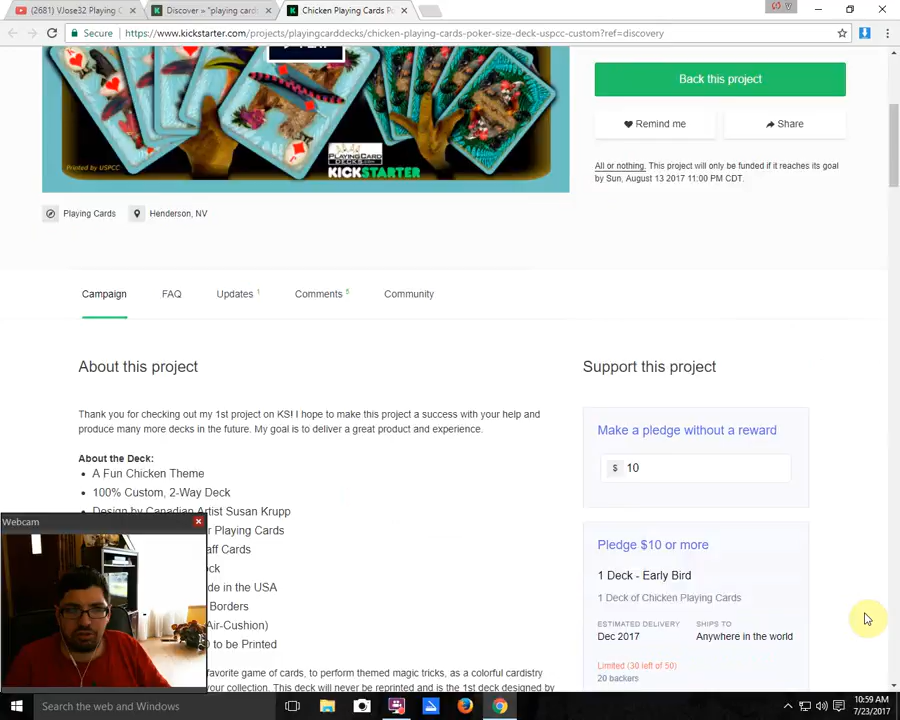 (2681) VJose32 Playing C
Discover » "playing cards
Chicken Playing Cards Po
Secure
https://www.kickstarter.com/projects/playingcarddecks/chicken-playing-cards-poker-size-deck-uspcc-custom?ref=discovery
Back this project
Remind me
Share
All or nothing. This project will only be funded if it reaches its goal
by Sun, August 13 2017 11:00 PM CDT.
Printed by USPCC
PLAYING CARD
DECKS
KICKSTARTER
Playing Cards
Henderson, NV
Campaign
FAQ
Updates 1
Comments 5
Community
About this project
Support this project
Thank you for checking out my 1st project on KS! I hope to make this project a success with your help and
produce many more decks in the future. My goal is to deliver a great product and experience.
About the Deck:
A Fun Chicken Theme
100% Custom, 2-Way Deck
Design by Canadian Artist Susan Krupp
r Playing Cards
aff Cards
ock
de in the USA
Borders
Air-Cushion)
to be Printed
favorite game of cards, to perform themed magic tricks, as a colorful cardistry
your collection. This deck will never be reprinted and is the 1st deck designed by
Make a pledge without a reward
$ 10
Pledge $10 or more
1 Deck - Early Bird
1 Deck of Chicken Playing Cards
ESTIMATED DELIVERY
Dec 2017
SHIPS TO
Anywhere in the world
Limited (30 left of 50)
20 backers
Webcam
Search the web and Windows
10:59 AM
7/23/2017